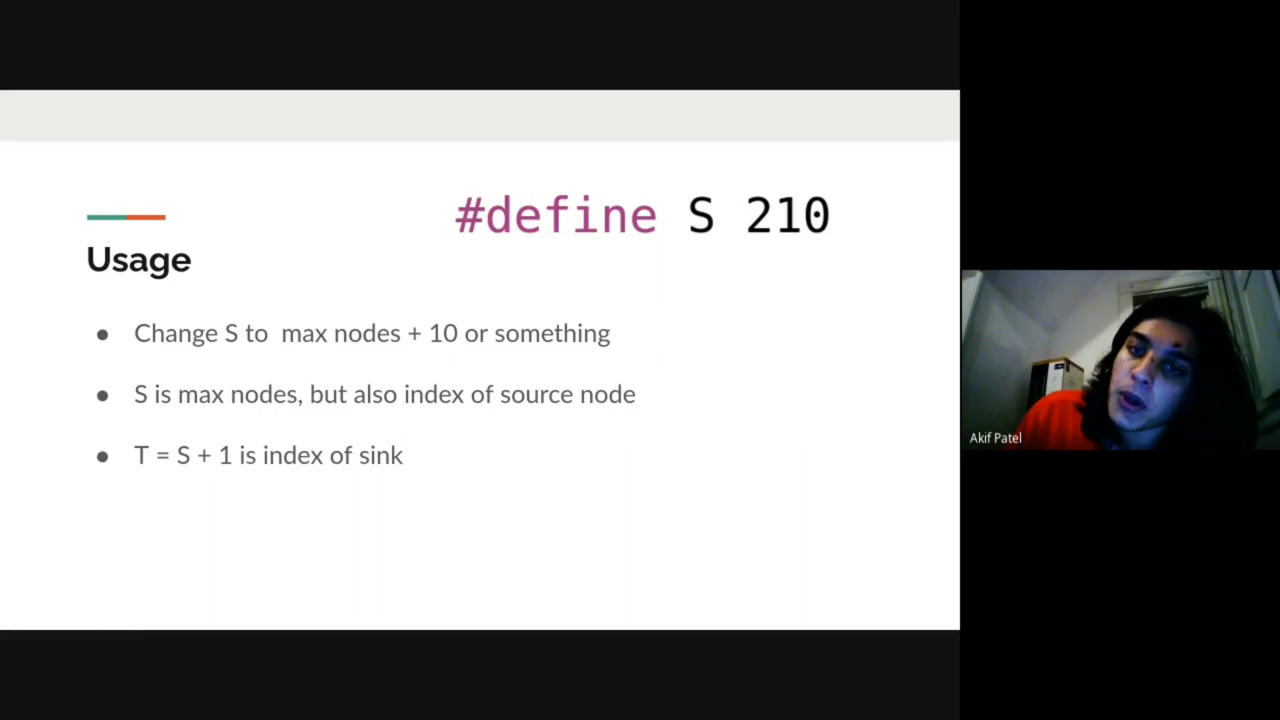 #define S 210
Usage
● Change S to  max nodes + 10 or something
● S is max nodes, but also index of source node
● T = S + 1 is index of sink
Akif Patel